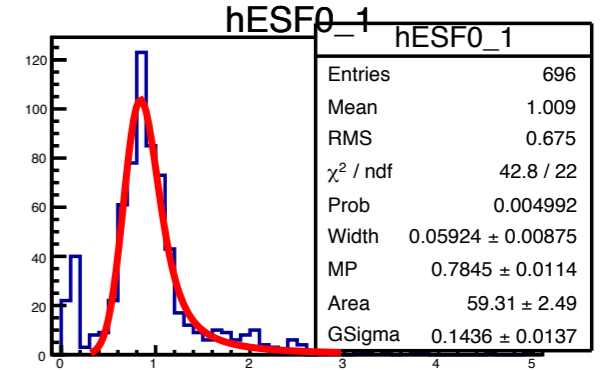 hESF0_1
hESF0_1
Entries 696
Mean 1.009
RMS 0.675
χ² / ndf 42.8 / 22
Prob 0.004992
Width 0.05924 ± 0.00875
MP 0.7845 ± 0.0114
Area 59.31 ± 2.49
GSigma 0.1436 ± 0.0137
120
100
80
60
40
20
0
0 1 2 3 4 5